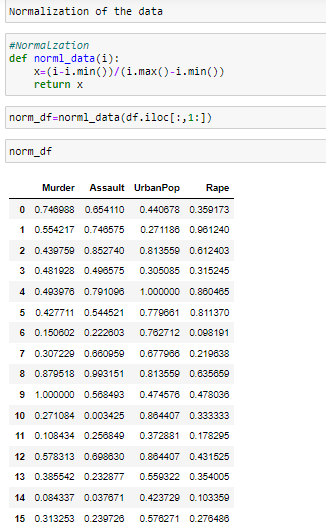 Normalization of the data
#Normalzation
def norml_data(i):
    x=(i-i.min())/(i.max()-i.min())
    return x
norm_df=norml_data(df.iloc[:,1:])
norm_df
Murder Assault UrbanPop Rape
0 0.746988 0.654110 0.440678 0.359173
1 0.554217 0.746575 0.271186 0.961240
2 0.439759 0.852740 0.813559 0.612403
3 0.481928 0.496575 0.305085 0.315245
4 0.493976 0.791096 1.000000 0.860465
5 0.427711 0.544521 0.779661 0.811370
6 0.150602 0.222603 0.762712 0.098191
7 0.307229 0.660959 0.677966 0.219638
8 0.879518 0.993151 0.813559 0.635659
9 1.000000 0.568493 0.474576 0.478036
10 0.271084 0.003425 0.864407 0.333333
11 0.108434 0.256849 0.372881 0.178295
12 0.578313 0.698630 0.864407 0.431525
13 0.385542 0.232877 0.559322 0.354005
14 0.084337 0.037671 0.423729 0.103359
15 0.313253 0.239726 0.576271 0.276486